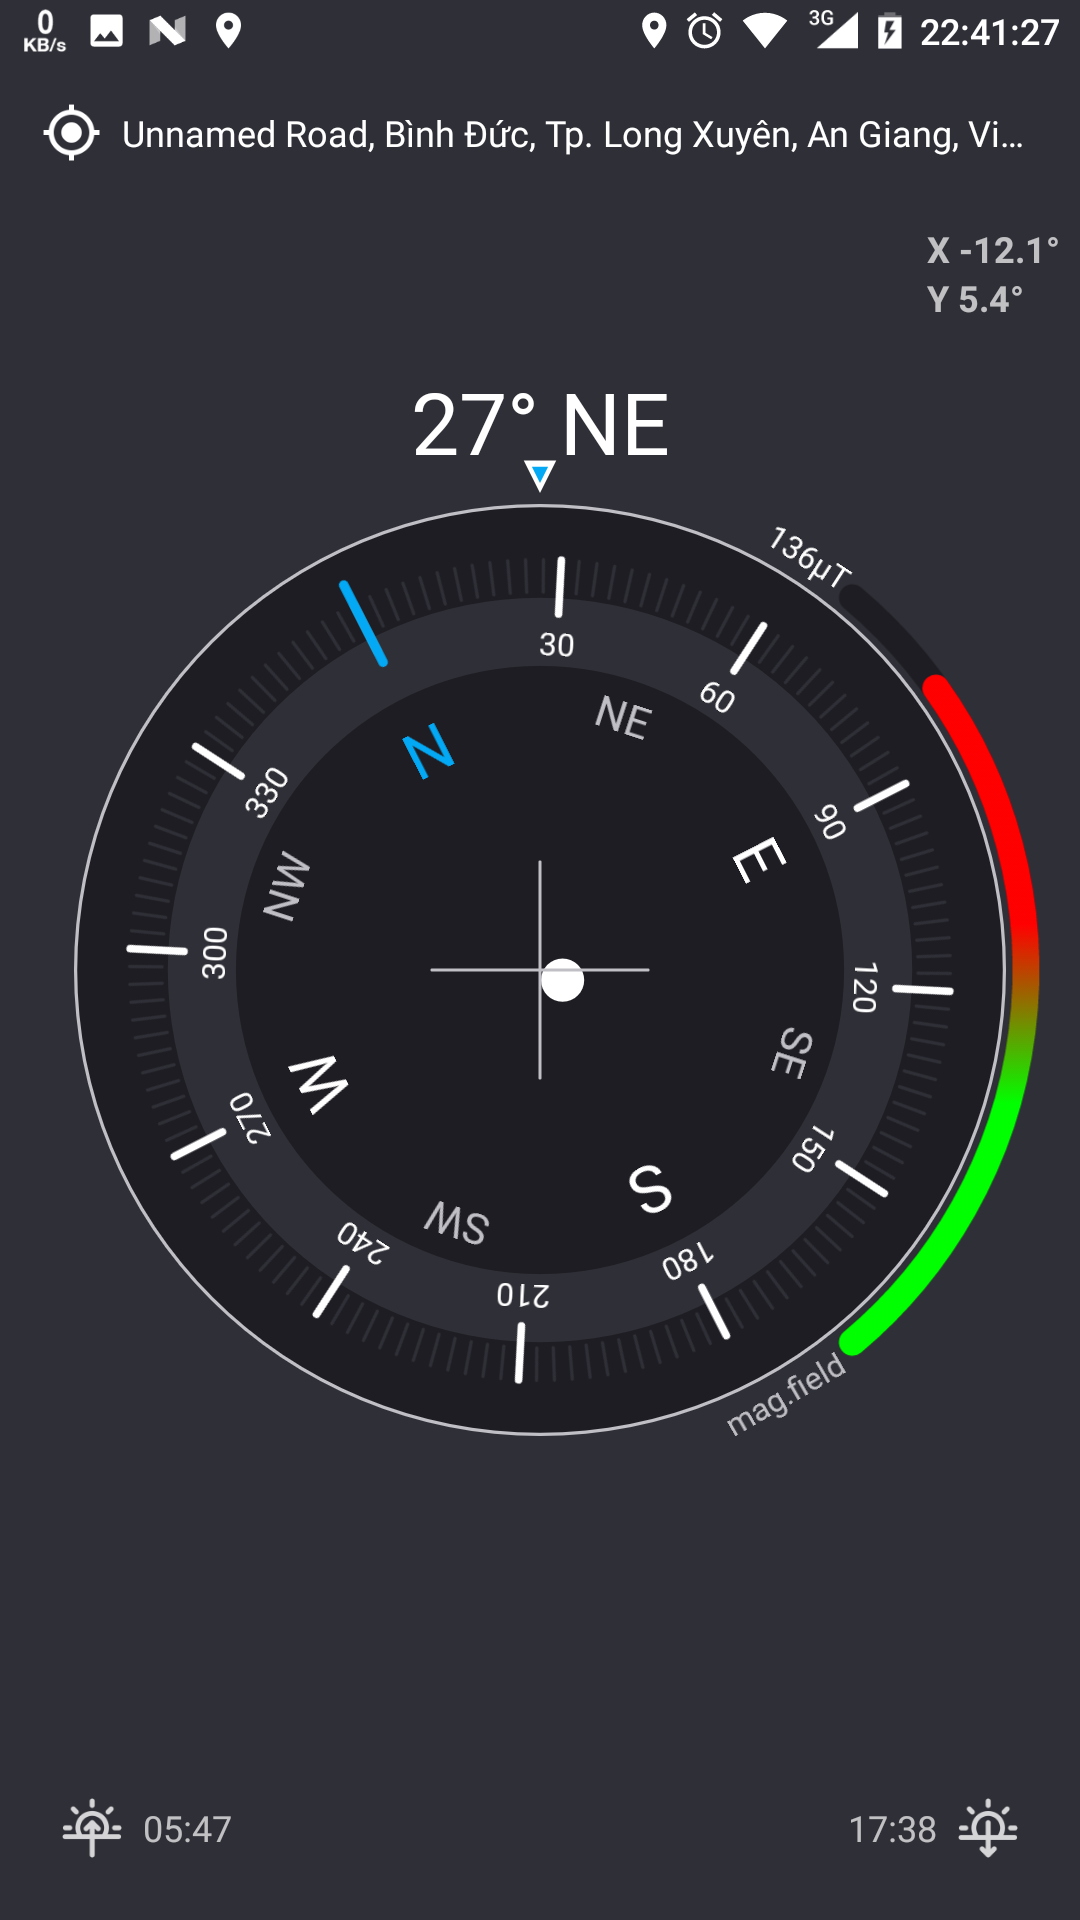 0
KB/s
3G
22:41:27
Unnamed Road, Bình Đức, Tp. Long Xuyên, An Giang, Vi...
X -12.1°
Y 5.4°
27° NE
136µT
30
60
90
120
150
180
210
240
270
300
330
N
NE
E
SE
S
SW
W
NW
mag.field
05:47
17:38